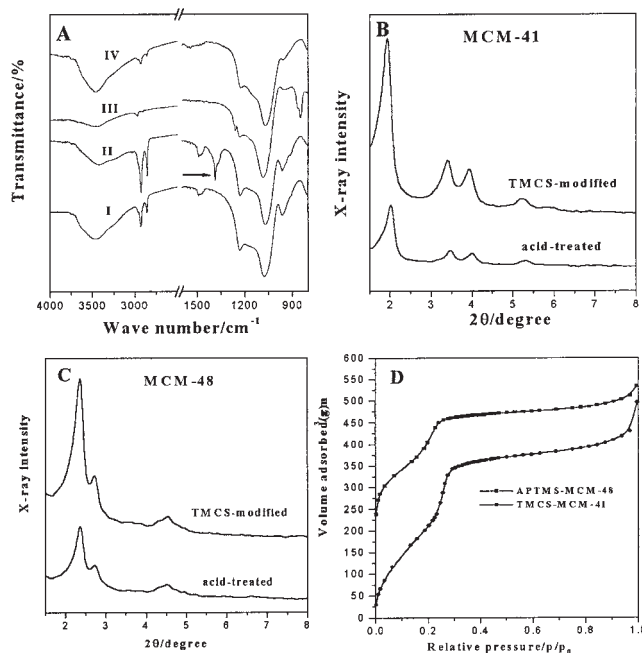 A
IV
III
II
I
Transmittance/%
4000 3500 3000 1500 1200 900
Wave number/cm⁻¹
B
MCM-41
TMCS-modified
acid-treated
X-ray intensity
2 3 4 5 6 7 8
2θ/degree
C
MCM-48
TMCS-modified
acid-treated
X-ray intensity
2 3 4 5 6 7 8
2θ/degree
D
600
550
500
450
400
350
300
250
200
150
100
50
0
Volume adsorbed
APTMS-MCM-48
TMCS-MCM-41
0.0 0.2 0.4 0.6 0.8 1.0
Relative pressure/p/p₀